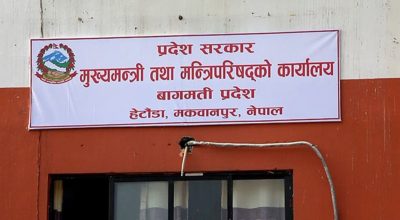 प्रदेश सरकार
मुख्यमन्त्री तथा मन्त्रिपरिषद्को कार्यालय
बागमती प्रदेश
हेटौंडा, मकवानपुर, नेपाल